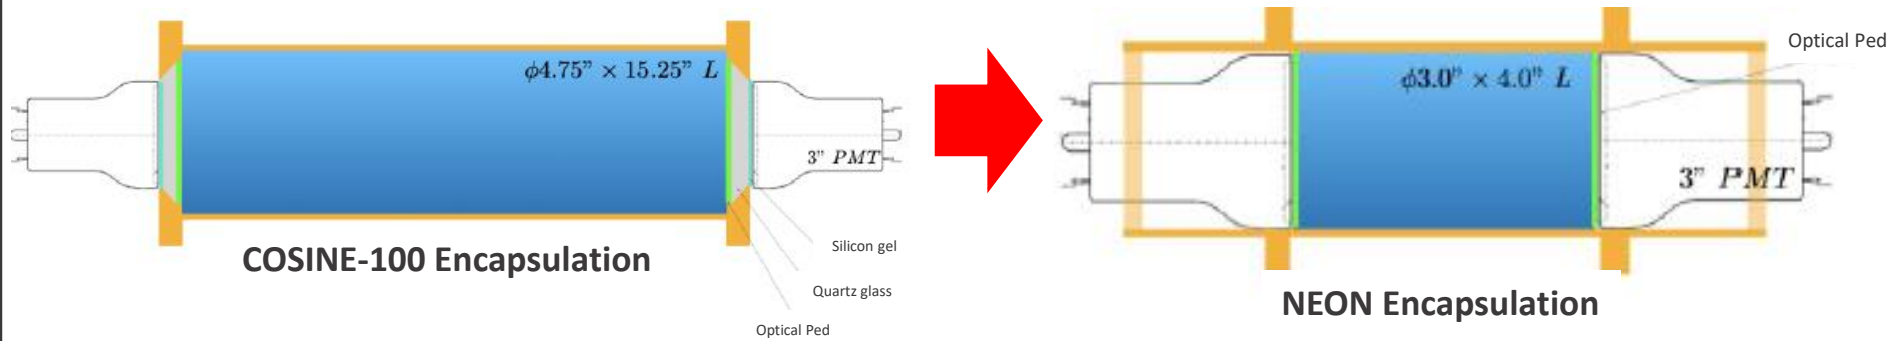 ϕ4.75” × 15.25” L
3” PMT
Silicon gel
Quartz glass
Optical Ped
COSINE-100 Encapsulation
Optical Ped
ϕ3.0” × 4.0” L
3” PMT
NEON Encapsulation